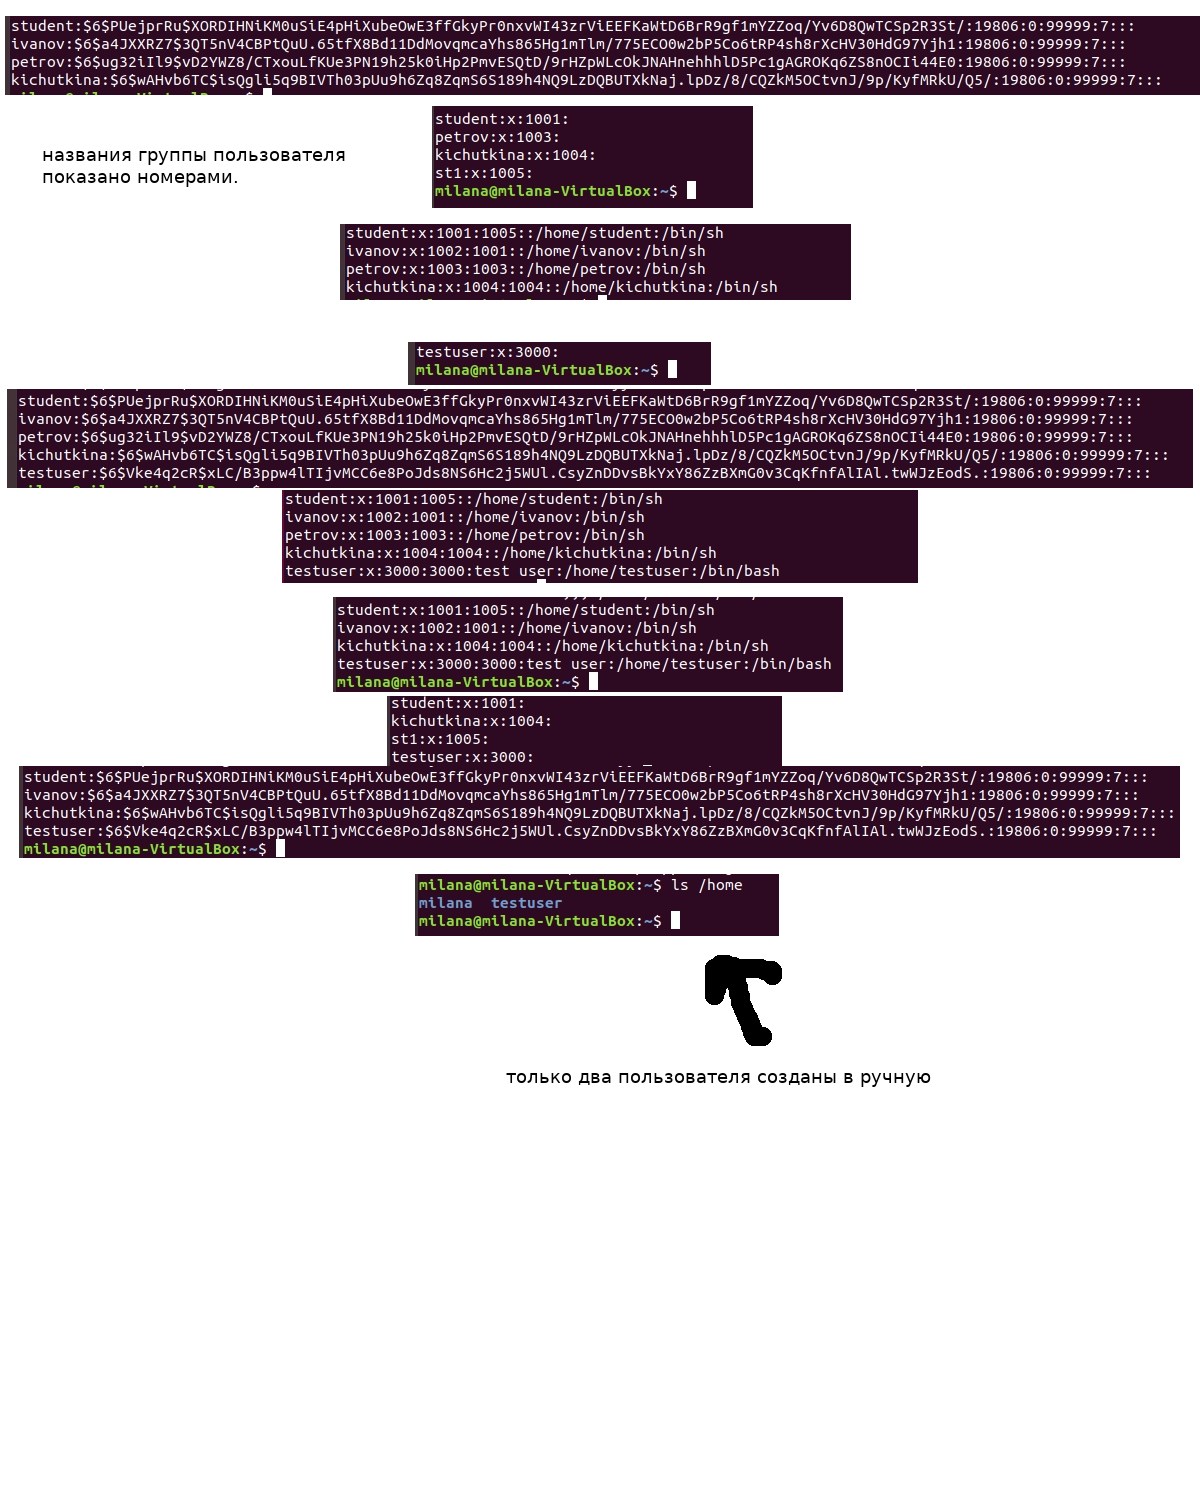 student:$6$PUejprRu$XORDIHNiKM0uSiE4pHiXubeOwE3ffGkyPr0nxvWI43zrViEEFKaWtD6BrR9gf1mYZZoq/Yv6D8QwTCSp2R3St/:19806:0:99999:7:::
ivanov:$6$a4JXXRZ7$3QT5nV4CBPtQuU.65tfX8Bd11DdMovqmcaYhs865Hg1mTlm/775ECO0w2bP5Co6tRP4sh8rXcHV30HdG97Yjh1:19806:0:99999:7:::
petrov:$6$ug32iIl9$vD2YWZ8/CTxouLfKUe3PN19h25k0iHp2PmvESQtD/9rHZpWLcOkJNAHnehhhlD5Pc1gAGROKq6ZS8nOCIi44E0:19806:0:99999:7:::
kichutkina:$6$wAHvb6TC$isQgli5q9BIVTh03pUu9h6Zq8ZqmS6S189h4NQ9LzDQBUTXkNaj.lpDz/8/CQZkM5OCtvnJ/9p/KyfMRkU/Q5/:19806:0:99999:7:::
student:x:1001:
petrov:x:1003:
kichutkina:x:1004:
st1:x:1005:
milana@milana-VirtualBox:~$
названия группы пользователя
показано номерами.
student:x:1001:1005::/home/student:/bin/sh
ivanov:x:1002:1001::/home/ivanov:/bin/sh
petrov:x:1003:1003::/home/petrov:/bin/sh
kichutkina:x:1004:1004::/home/kichutkina:/bin/sh
testuser:x:3000:
milana@milana-VirtualBox:~$
student:$6$PUejprRu$XORDIHNiKM0uSiE4pHiXubeOwE3ffGkyPr0nxvWI43zrViEEFKaWtD6BrR9gf1mYZZoq/Yv6D8QwTCSp2R3St/:19806:0:99999:7:::
ivanov:$6$a4JXXRZ7$3QT5nV4CBPtQuU.65tfX8Bd11DdMovqmcaYhs865Hg1mTlm/775ECO0w2bP5Co6tRP4sh8rXcHV30HdG97Yjh1:19806:0:99999:7:::
petrov:$6$ug32iIl9$vD2YWZ8/CTxouLfKUe3PN19h25k0iHp2PmvESQtD/9rHZpWLcOkJNAHnehhhlD5Pc1gAGROKq6ZS8nOCIi44E0:19806:0:99999:7:::
kichutkina:$6$wAHvb6TC$isQgli5q9BIVTh03pUu9h6Zq8ZqmS6S189h4NQ9LzDQBUTXkNaj.lpDz/8/CQZkM5OCtvnJ/9p/KyfMRkU/Q5/:19806:0:99999:7:::
testuser:$6$Vke4q2cR$xLC/B3ppw4lTIjvMCC6e8PoJds8NS6Hc2j5WUl.CsyZnDDvsBkYxY86ZzBXmG0v3CqKfnfAlIAl.twWJzEodS.:19806:0:99999:7:::
student:x:1001:1005::/home/student:/bin/sh
ivanov:x:1002:1001::/home/ivanov:/bin/sh
petrov:x:1003:1003::/home/petrov:/bin/sh
kichutkina:x:1004:1004::/home/kichutkina:/bin/sh
testuser:x:3000:3000:test user:/home/testuser:/bin/bash
student:x:1001:1005::/home/student:/bin/sh
ivanov:x:1002:1001::/home/ivanov:/bin/sh
kichutkina:x:1004:1004::/home/kichutkina:/bin/sh
testuser:x:3000:3000:test user:/home/testuser:/bin/bash
milana@milana-VirtualBox:~$
student:x:1001:
kichutkina:x:1004:
st1:x:1005:
testuser:x:3000:
student:$6$PUejprRu$XORDIHNiKM0uSiE4pHiXubeOwE3ffGkyPr0nxvWI43zrViEEFKaWtD6BrR9gf1mYZZoq/Yv6D8QwTCSp2R3St/:19806:0:99999:7:::
ivanov:$6$a4JXXRZ7$3QT5nV4CBPtQuU.65tfX8Bd11DdMovqmcaYhs865Hg1mTlm/775ECO0w2bP5Co6tRP4sh8rXcHV30HdG97Yjh1:19806:0:99999:7:::
kichutkina:$6$wAHvb6TC$isQgli5q9BIVTh03pUu9h6Zq8ZqmS6S189h4NQ9LzDQBUTXkNaj.lpDz/8/CQZkM5OCtvnJ/9p/KyfMRkU/Q5/:19806:0:99999:7:::
testuser:$6$Vke4q2cR$xLC/B3ppw4lTIjvMCC6e8PoJds8NS6Hc2j5WUl.CsyZnDDvsBkYxY86ZzBXmG0v3CqKfnfAlIAl.twWJzEodS.:19806:0:99999:7:::
milana@milana-VirtualBox:~$
milana@milana-VirtualBox:~$ ls /home
milana testuser
milana@milana-VirtualBox:~$
только два пользователя созданы в ручную